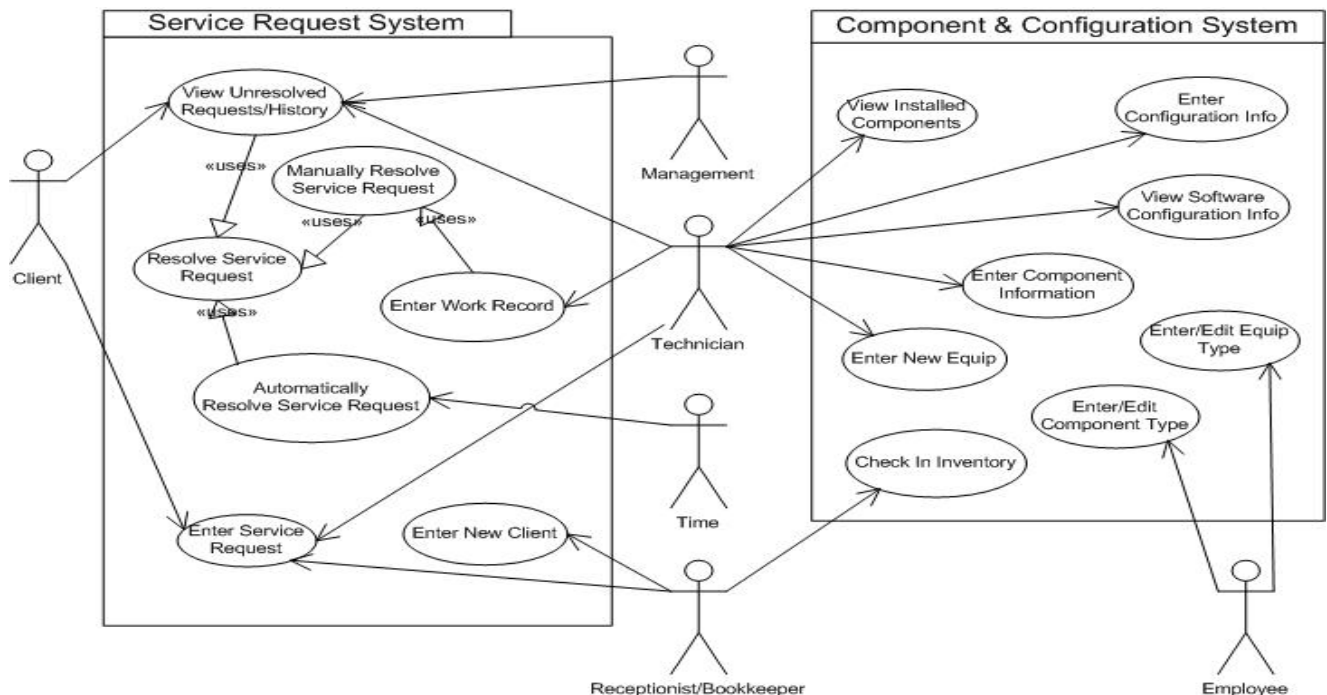 Service Request System
Component & Configuration System
View Unresolved
Requests/History
«uses»
Manually Resolve
Service Request
«uses»
«uses»
Resolve Service
Request
«uses»
Enter Work Record
Automatically
Resolve Service Request
Enter Service
Request
Enter New Client
Client
Management
Technician
Time
Receptionist/Bookkeeper
View Installed
Components
Enter
Configuration Info
View Software
Configuration Info
Enter Component
Information
Enter/Edit Equip
Type
Enter New Equip
Enter/Edit
Component Type
Check In Inventory
Employee